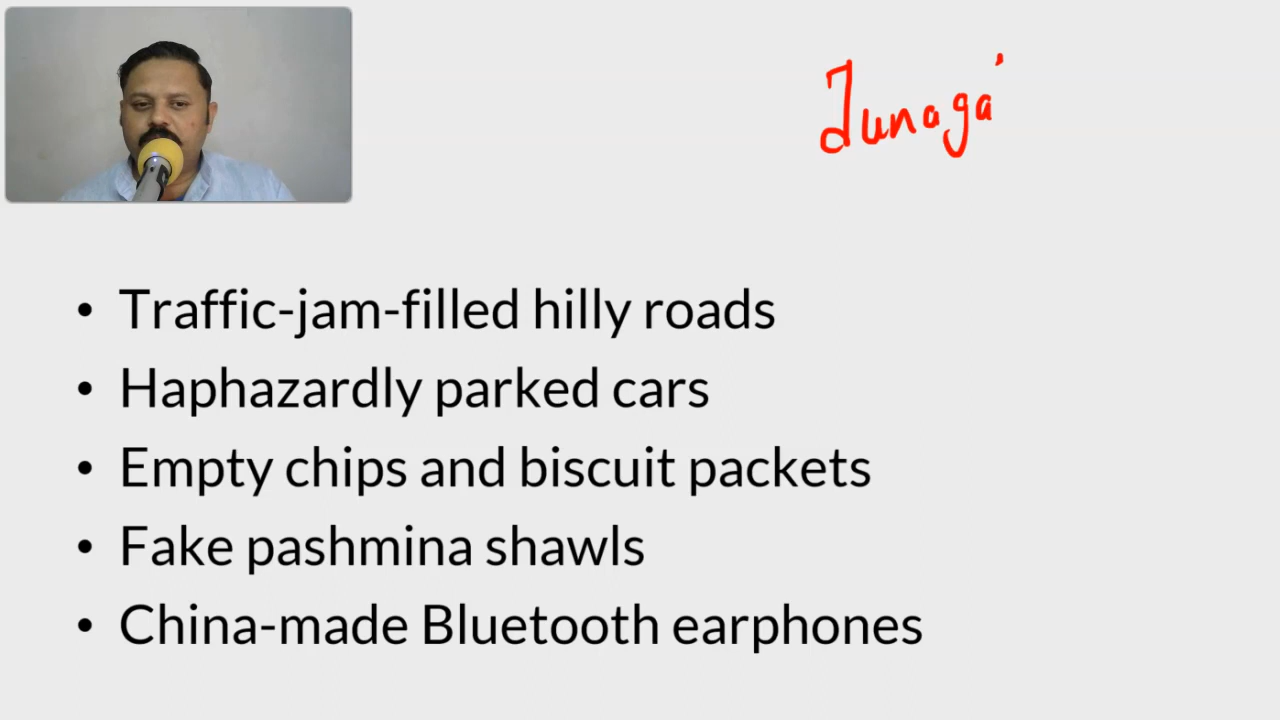 Junaga
• Traffic-jam-filled hilly roads
• Haphazardly parked cars
• Empty chips and biscuit packets
• Fake pashmina shawls
• China-made Bluetooth earphones